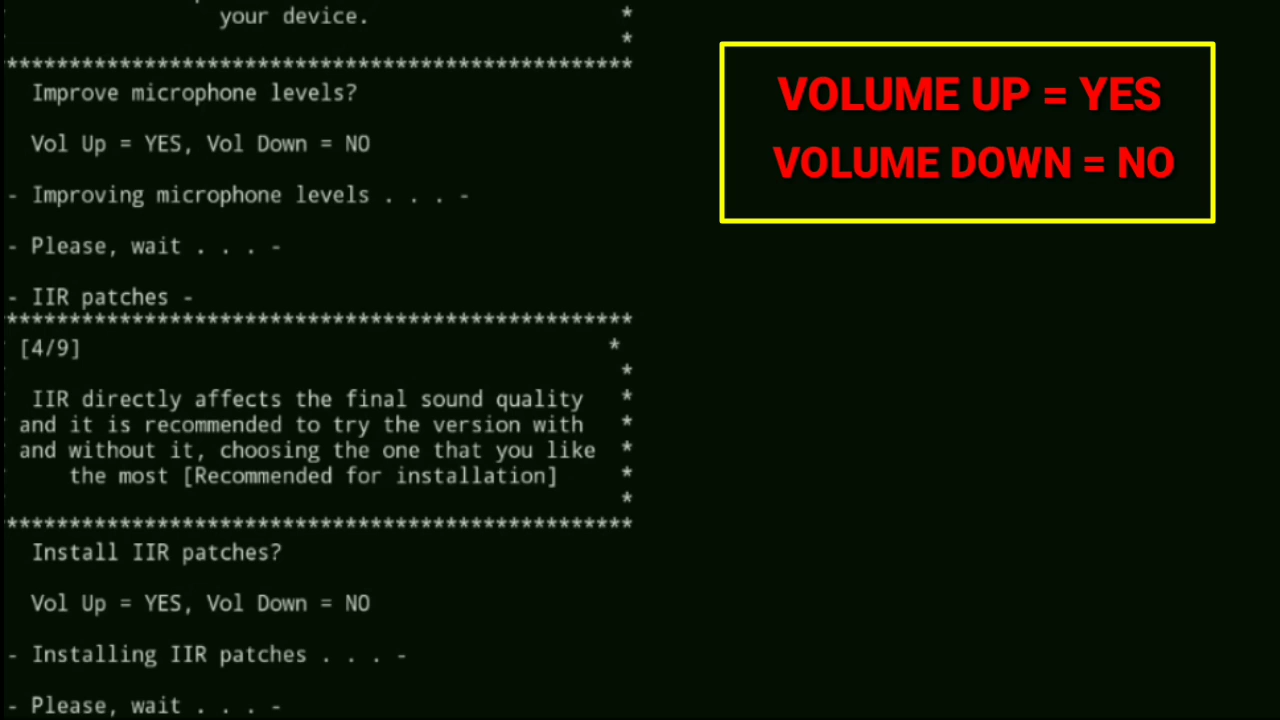 your device. *
*
**************************************************
Improve microphone levels?
Vol Up = YES, Vol Down = NO
- Improving microphone levels . . . -
- Please, wait . . . -
- IIR patches -
**************************************************
[4/9] *
*
IIR directly affects the final sound quality *
and it is recommended to try the version with *
and without it, choosing the one that you like *
the most [Recommended for installation] *
*
**************************************************
Install IIR patches?
Vol Up = YES, Vol Down = NO
- Installing IIR patches . . . -
- Please, wait . . . -
VOLUME UP = YES
VOLUME DOWN = NO